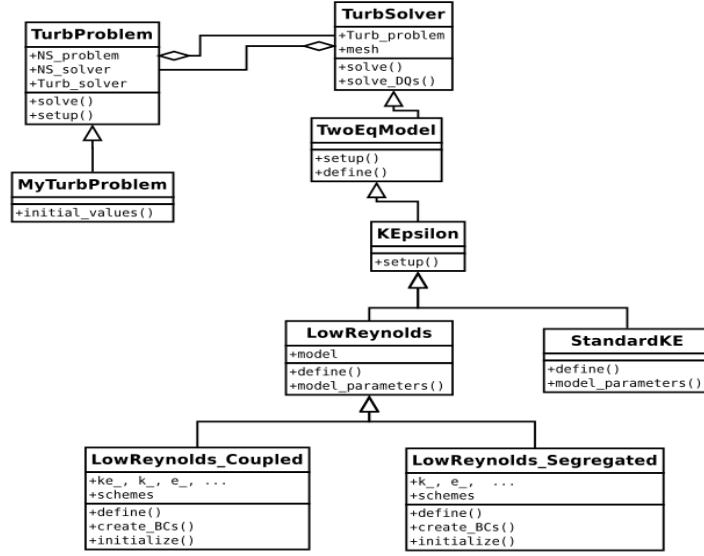 TurbProblem
+NS_problem
+NS_solver
+Turb_solver
+solve()
+setup()
TurbSolver
+Turb_problem
+mesh
+solve()
+solve_DQs()
TwoEqModel
+setup()
+define()
MyTurbProblem
+initial_values()
KEpsilon
+setup()
LowReynolds
+model
+define()
+model_parameters()
StandardKE
+define()
+model_parameters()
LowReynolds_Coupled
+ke_, k_, e_, ...
+schemes
+define()
+create_BCs()
+initialize()
LowReynolds_Segregated
+k_, e_, ...
+schemes
+define()
+create_BCs()
+initialize()